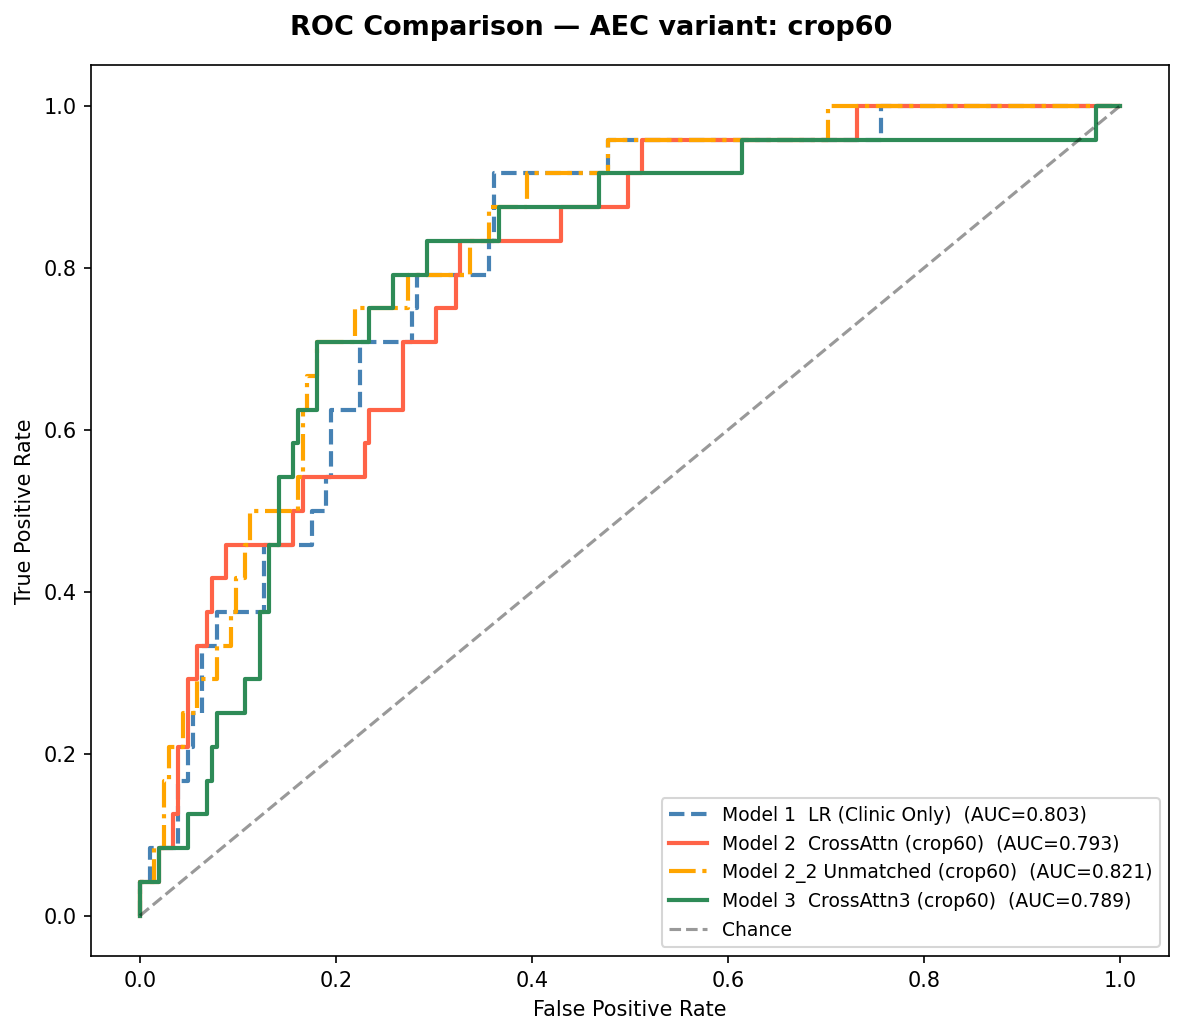 ROC Comparison — AEC variant: crop60
True Positive Rate
1.0
0.8
0.6
0.4
0.2
0.0
Model 1  LR (Clinic Only)  (AUC=0.803)
Model 2  CrossAttn (crop60)  (AUC=0.793)
Model 2_2 Unmatched (crop60)  (AUC=0.821)
Model 3  CrossAttn3 (crop60)  (AUC=0.789)
Chance
0.0 0.2 0.4 0.6 0.8 1.0
False Positive Rate